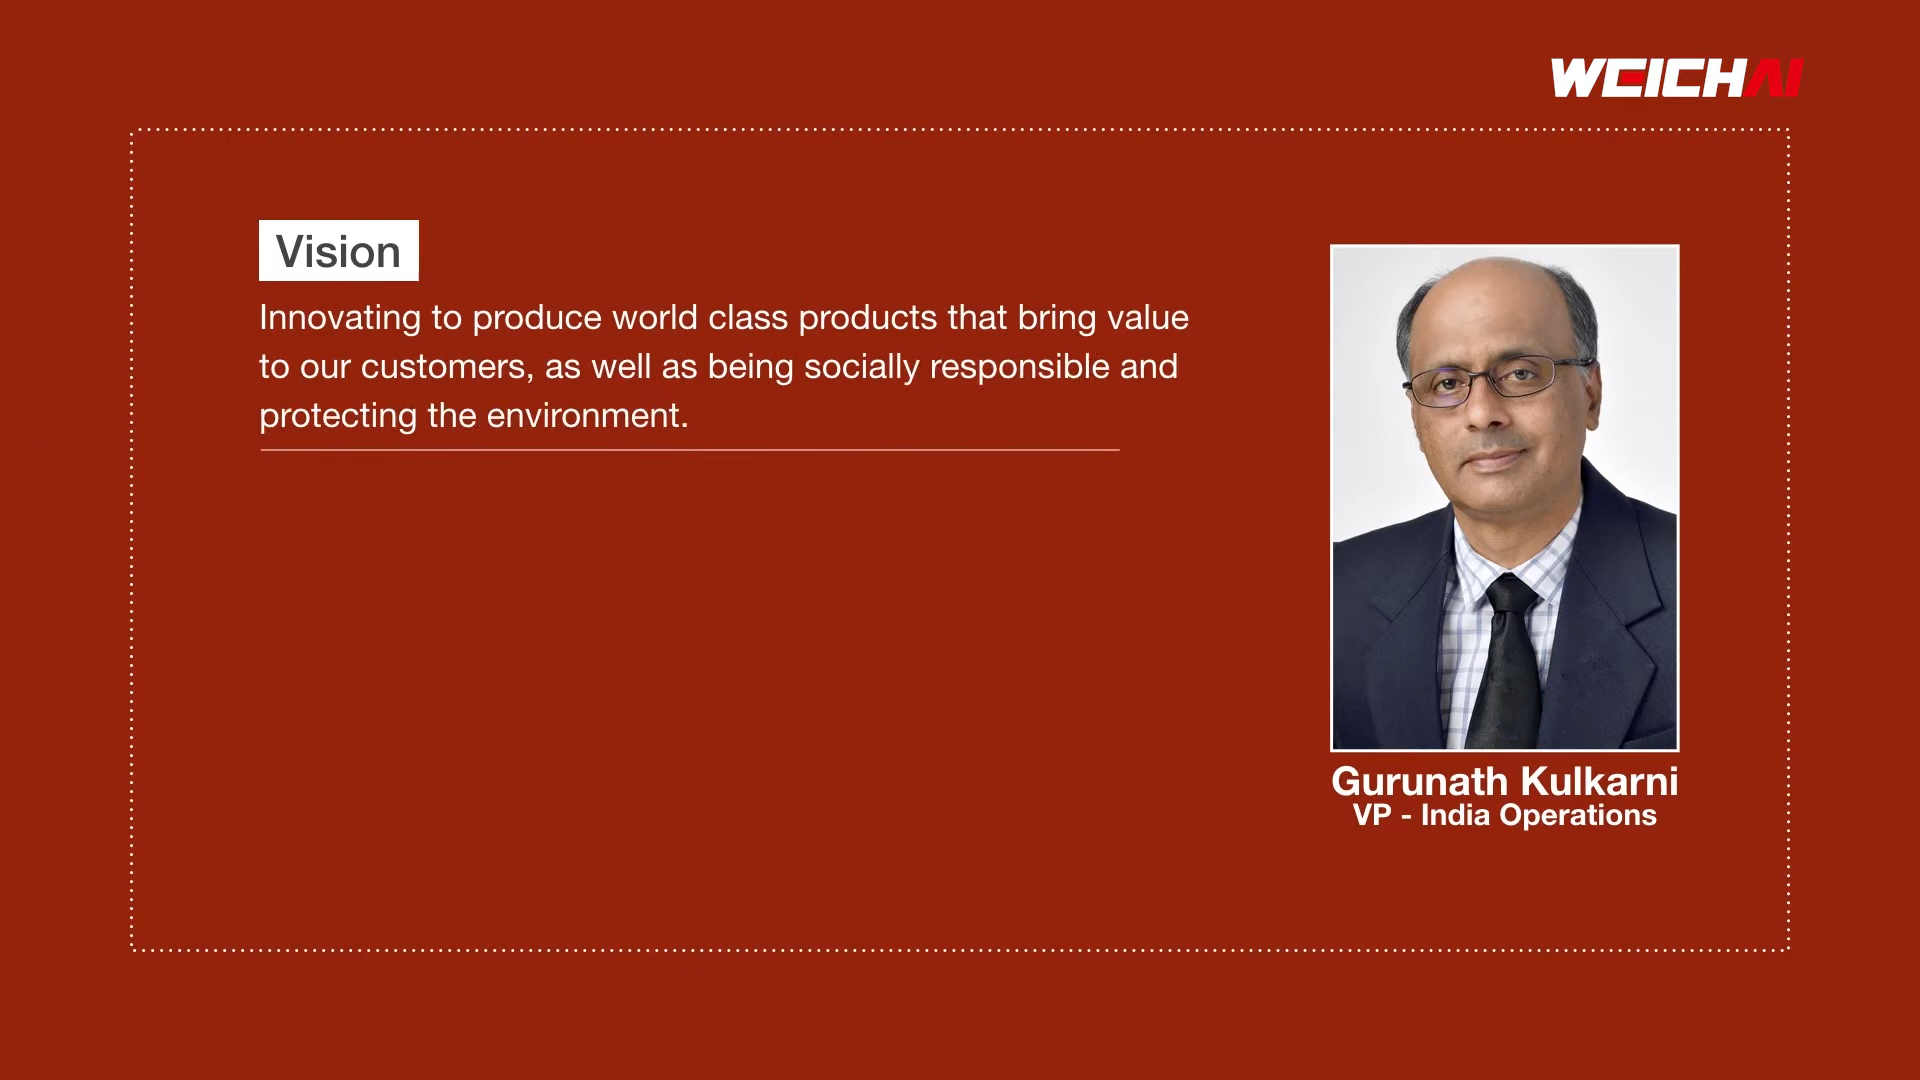 WEICHAI
Vision
Innovating to produce world class products that bring value
to our customers, as well as being socially responsible and
protecting the environment.
Gurunath Kulkarni
VP - India Operations